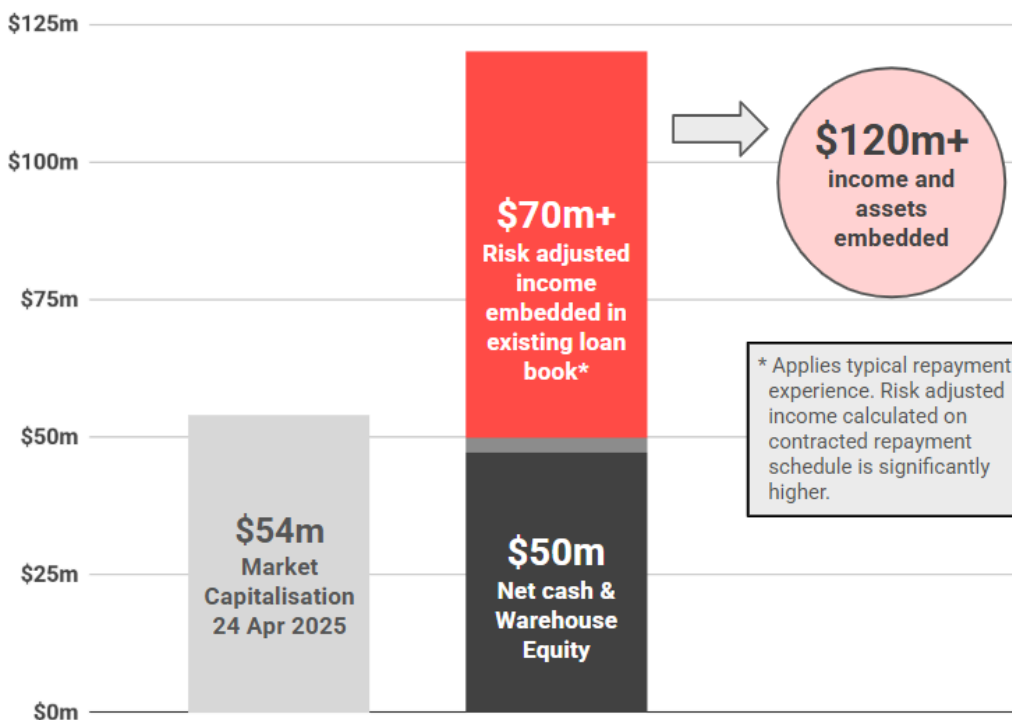 $125m
$100m
$75m
$50m
$25m
$0m
$54m
Market
Capitalisation
24 Apr 2025
$70m+
Risk adjusted
income
embedded in
existing loan
book*
$50m
Net cash &
Warehouse
Equity
$120m+
income and
assets
embedded
* Applies typical repayment
experience. Risk adjusted
income calculated on
contracted repayment
schedule is significantly
higher.